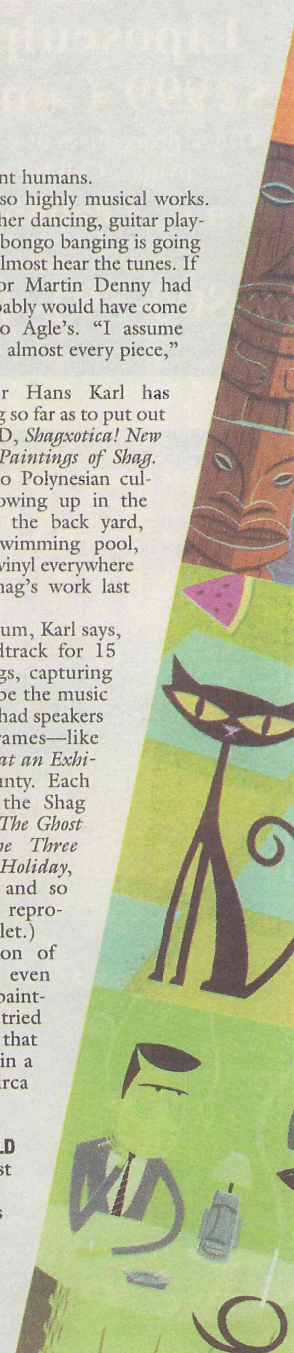 nt humans.
so highly musical works.
her dancing, guitar play-
bongo banging is going
lmost hear the tunes. If
or Martin Denny had
bably would have come
o Agle's. “I assume
almost every piece,”
r Hans Karl has
g so far as to put out
D, Shagxotica! New
Paintings of Shag.
o Polynesian cul-
owing up in the
the back yard,
wimming pool,
vinyl everywhere
hag's work last
um, Karl says,
dtrack for 15
gs, capturing
be the music
had speakers
rames—like
at an Exhi-
unty. Each
the Shag
The Ghost
he Three
Holiday,
and so
repro-
let.)
on of
even
paint-
tried
that
in a
irca
LD
st
s